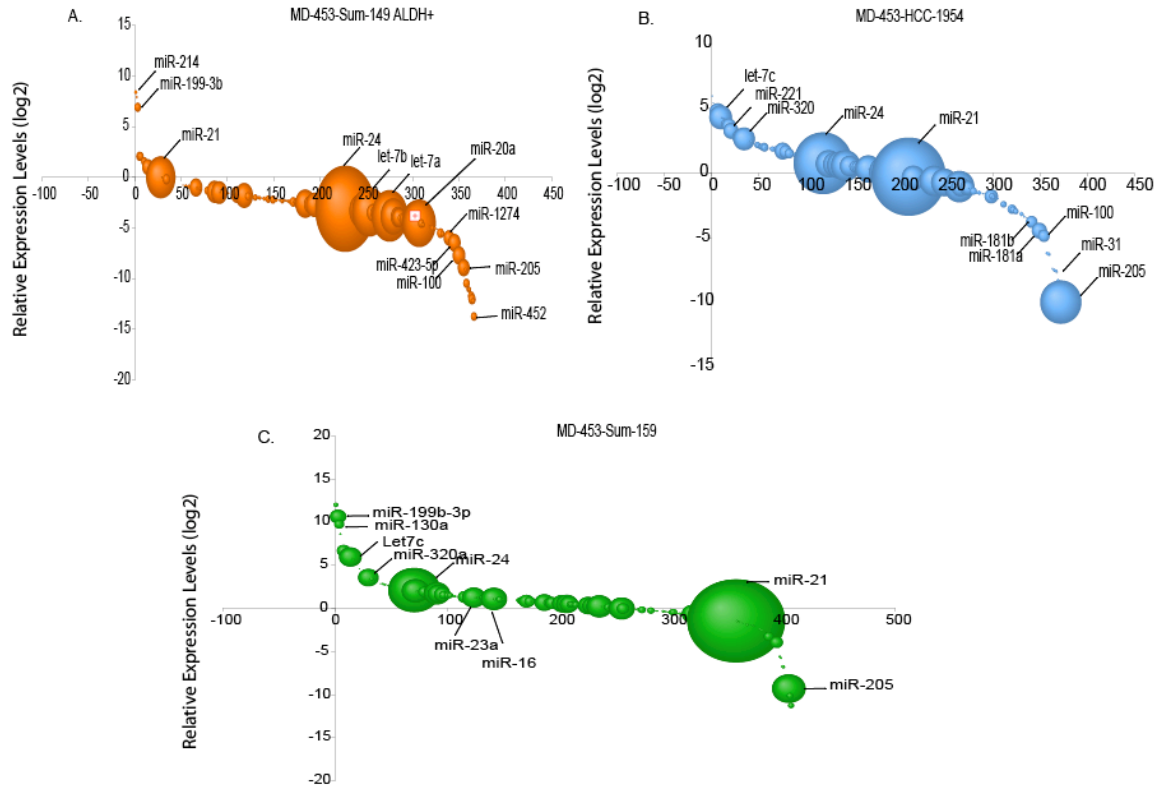 A.
MD-453-Sum-149 ALDH+
Relative Expression Levels (log2)
15
10
5
0
-5
-10
-15
-20
-100
-50
0
50
100
150
200
250
300
350
400
450
miR-214
miR-199-3b
miR-21
miR-24
let-7b
let-7a
miR-20a
miR-1274
miR-423-5p
miR-100
miR-205
miR-452
B.
MD-453-HCC-1954
Relative Expression Levels (log2)
10
5
0
-5
-10
-15
-100
-50
0
50
100
150
200
250
300
350
400
450
let-7c
miR-221
miR-320
miR-24
miR-21
miR-181b
miR-181a
miR-100
miR-31
miR-205
C.
MD-453-Sum-159
Relative Expression Levels (log2)
20
15
10
5
0
-5
-10
-15
-20
-100
0
100
200
300
400
500
miR-199b-3p
miR-130a
Let7c
miR-320a
miR-24
miR-23a
miR-16
miR-21
miR-205